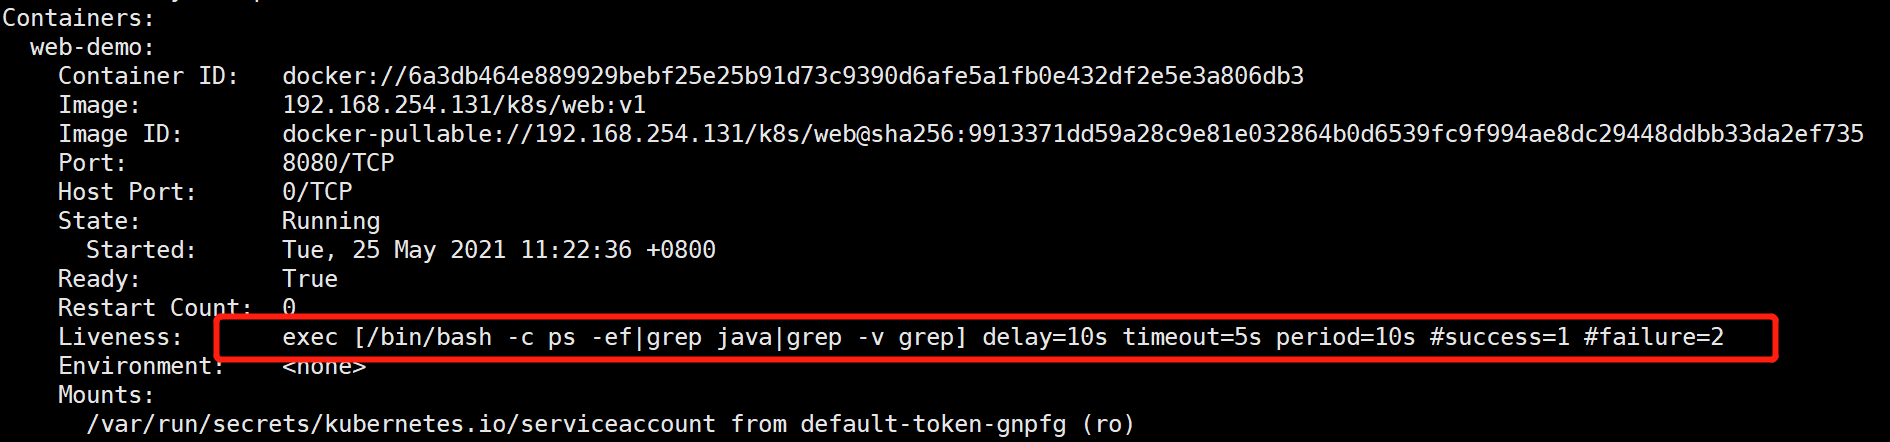 Containers:
web-demo:
Container ID: docker://6a3db464e889929bebf25e25b91d73c9390d6afe5a1fb0e432df2e5e3a806db3
Image: 192.168.254.131/k8s/web:v1
Image ID: docker-pullable://192.168.254.131/k8s/web@sha256:9913371dd59a28c9e81e032864b0d6539fc9f994ae8dc29448ddbb33da2ef735
Port: 8080/TCP
Host Port: 0/TCP
State: Running
Started: Tue, 25 May 2021 11:22:36 +0800
Ready: True
Restart Count: 0
Liveness: exec [/bin/bash -c ps -ef|grep java|grep -v grep] delay=10s timeout=5s period=10s #success=1 #failure=2
Environment: <none>
Mounts:
/var/run/secrets/kubernetes.io/serviceaccount from default-token-gnpfg (ro)